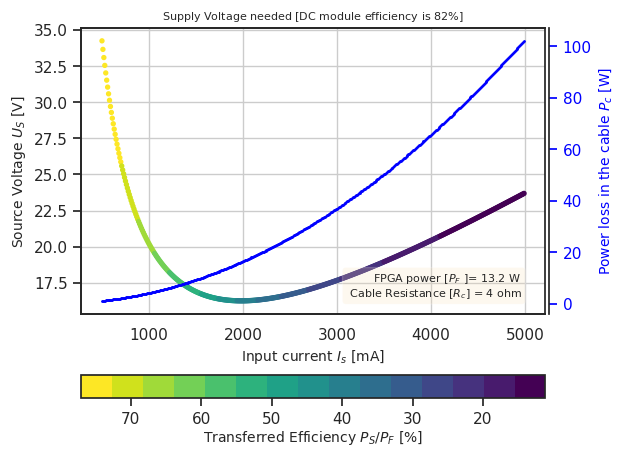 Supply Voltage needed [DC module efficiency is 82%]
Source Voltage U_S [V]
35.0
32.5
30.0
27.5
25.0
22.5
20.0
17.5
100
80
60
40
20
0
Power loss in the cable P_c [W]
FPGA power [P_F ]= 13.2 W
Cable Resistance [R_c] = 4 ohm
1000 2000 3000 4000 5000
Input current I_s [mA]
70 60 50 40 30 20
Transferred Efficiency P_S/P_F [%]